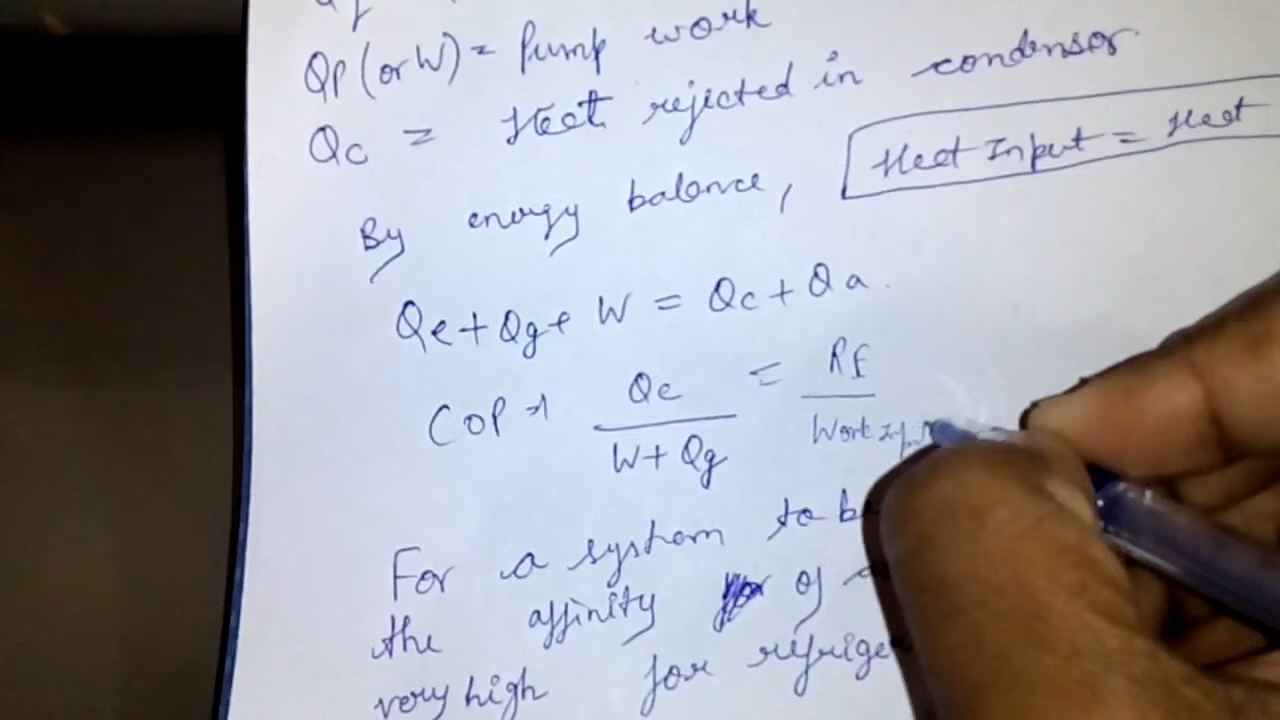 Qp (or W) = Pump work
Qc = Heat rejected in condensor.
By energy balance, Heat Input = Heat
Qe + Qg + W = Qc + Qa.
COP → Qe / W + Qg = RE / Work
For a system to be
the affinity of
very high for refrige